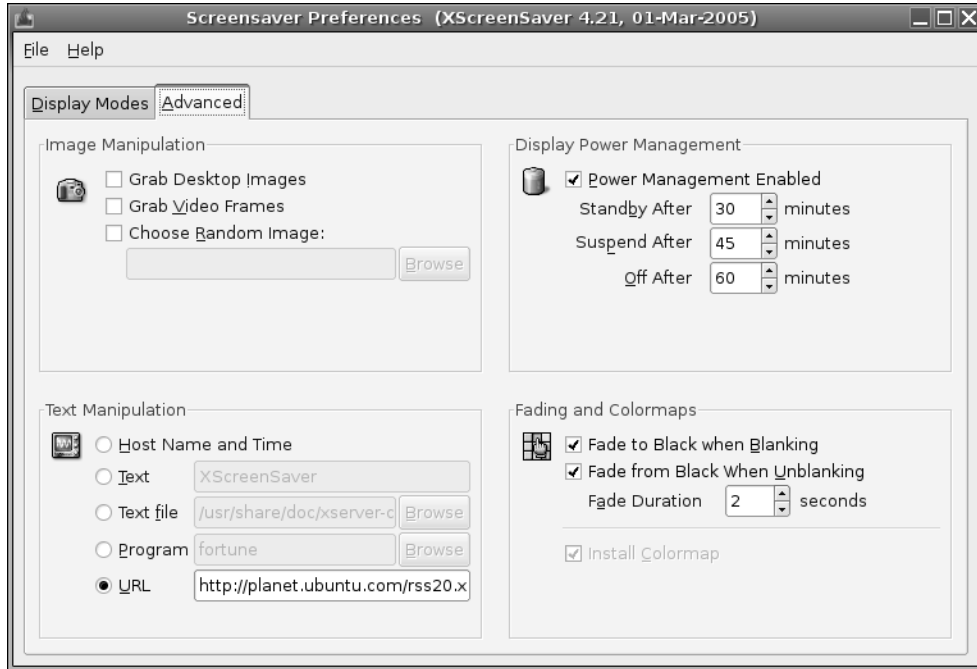 Screensaver Preferences (XScreenSaver 4.21, 01-Mar-2005)
File Help
Display Modes
Advanced
Image Manipulation
Grab Desktop Images
Grab Video Frames
Choose Random Image:
Browse
Display Power Management
Power Management Enabled
Standby After 30 minutes
Suspend After 45 minutes
Off After 60 minutes
Text Manipulation
Host Name and Time
Text XScreenSaver
Text file /usr/share/doc/xserver-c Browse
Program fortune Browse
URL http://planet.ubuntu.com/rss20.x
Fading and Colormaps
Fade to Black when Blanking
Fade from Black When Unblanking
Fade Duration 2 seconds
Install Colormap